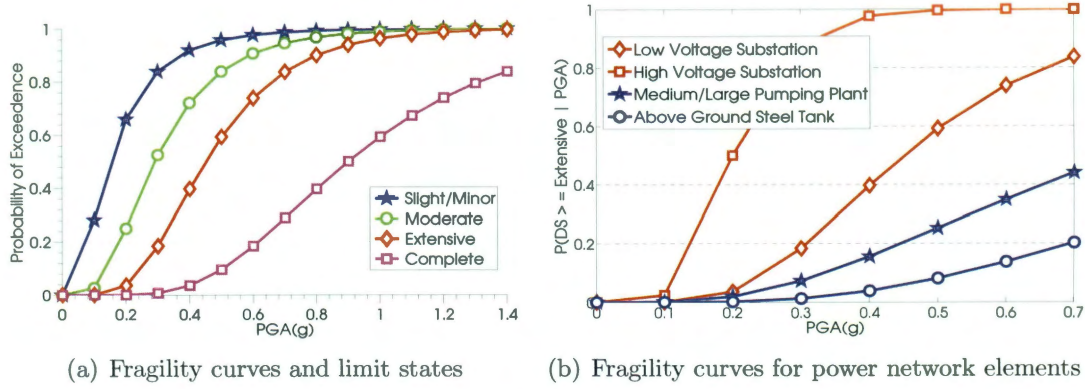 Probability of Exceedence
1
0.8
0.6
0.4
0.2
0
0
0.2
0.4
0.6
0.8
1
1.2
1.4
PGA(g)
Slight/Minor
Moderate
Extensive
Complete
(a) Fragility curves and limit states
P(DS > = Extensive | PGA)
1
0.8
0.6
0.4
0.2
0
0
0.1
0.2
0.3
0.4
0.5
0.6
0.7
PGA(g)
Low Voltage Substation
High Voltage Substation
Medium/Large Pumping Plant
Above Ground Steel Tank
(b) Fragility curves for power network elements